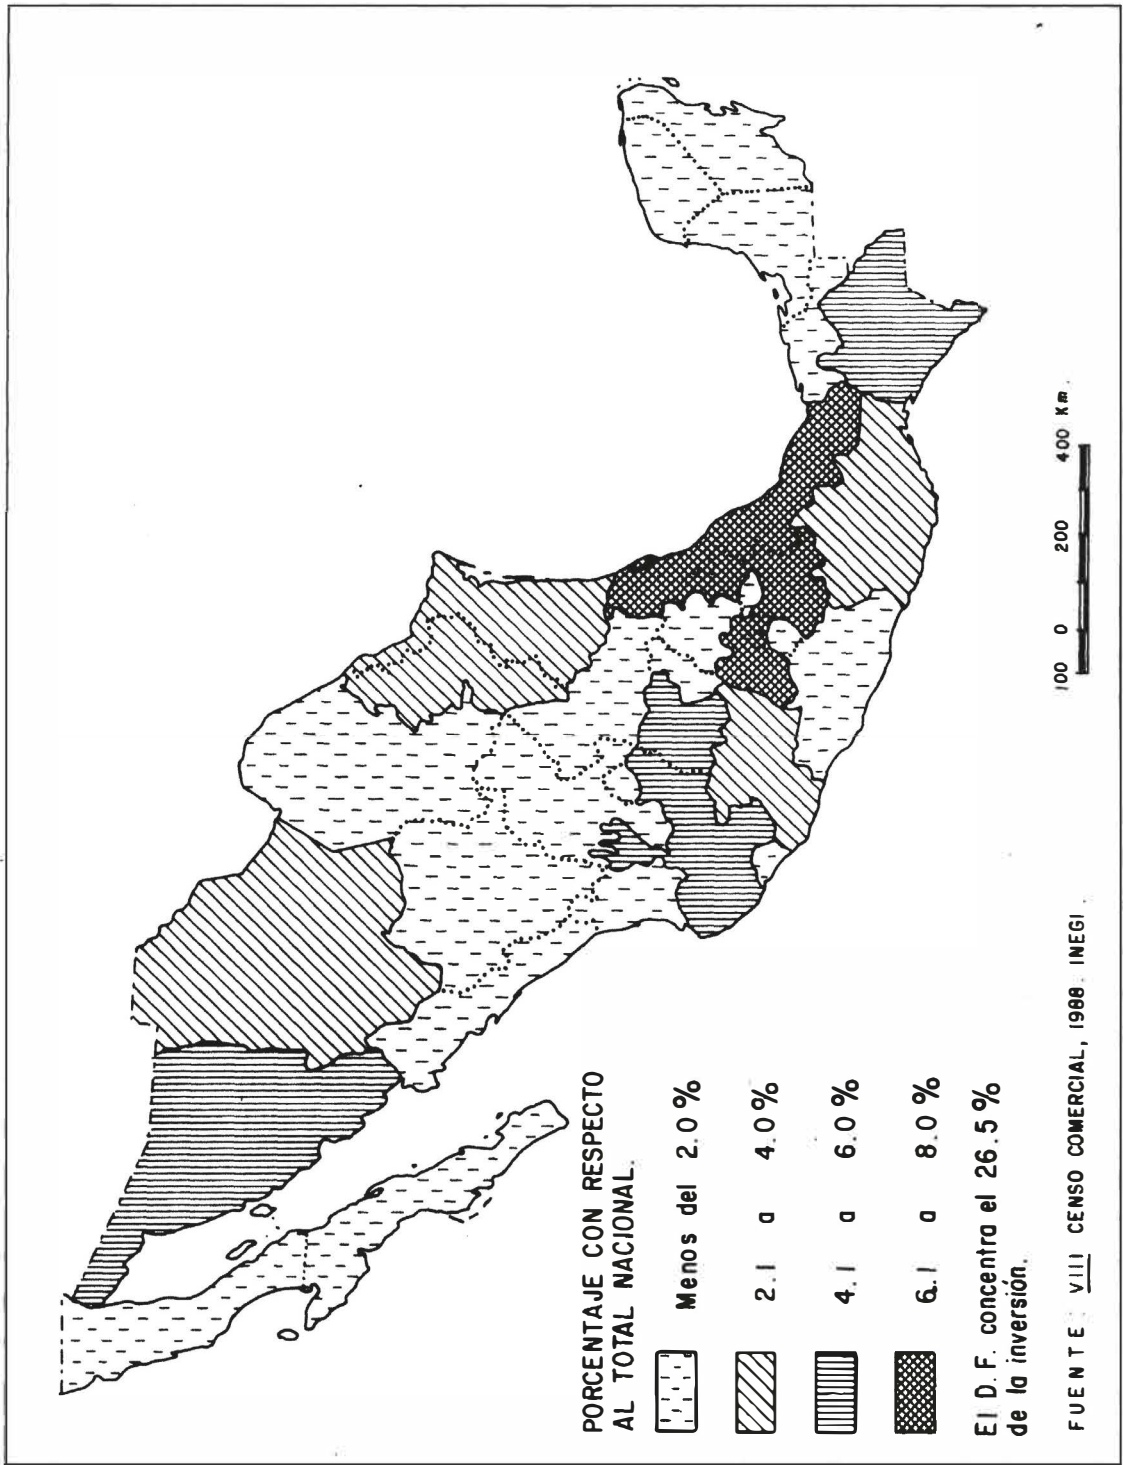 PORCENTAJE CON RESPECTO
AL TOTAL NACIONAL.
Menos del 2.0%
2.1 a 4.0%
4.1 a 6.0%
6.1 a 8.0%
El D.F. concentra el 26.5%
de la inversión.
FUENTE: VIII CENSO COMERCIAL, 1988. INEGI.
100 0 200 400 Km.